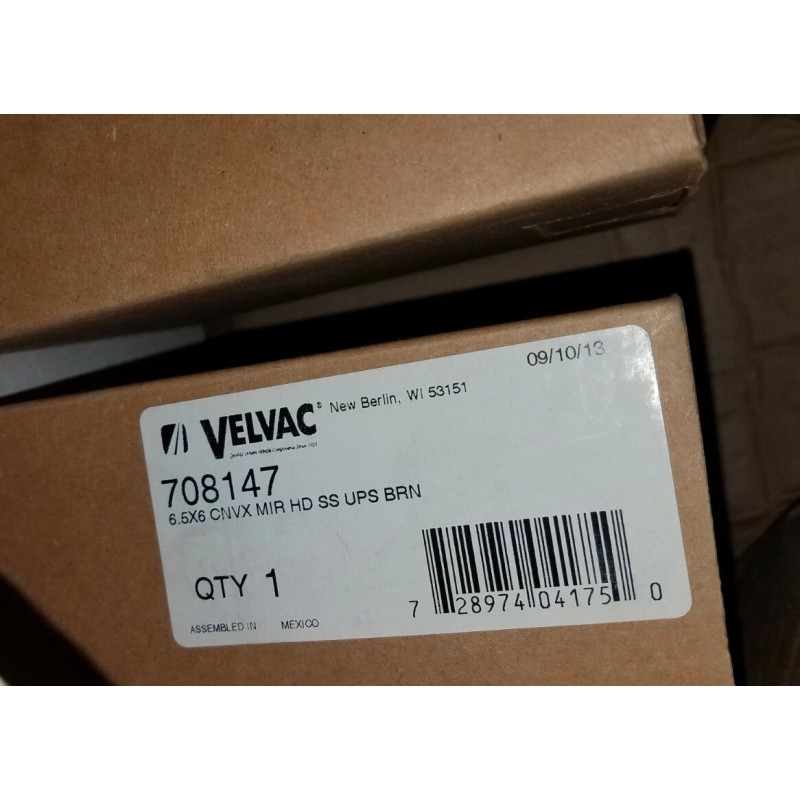 09/10/13
VELVAC® New Berlin, WI 53151
708147
6.5X6 CNVX MIR HD SS UPS BRN
QTY 1
7 28974 04175 0
ASSEMBLED IN MEXICO